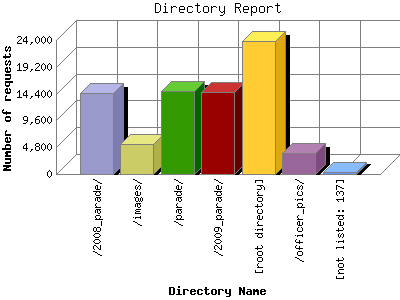 Directory Report
Number of requests
24,000
19,200
14,400
9,600
4,800
0
/2008_parade/
/images/
/parade/
/2009_parade/
[root directory]
/officer_pics/
[not listed: 137]
Directory Name